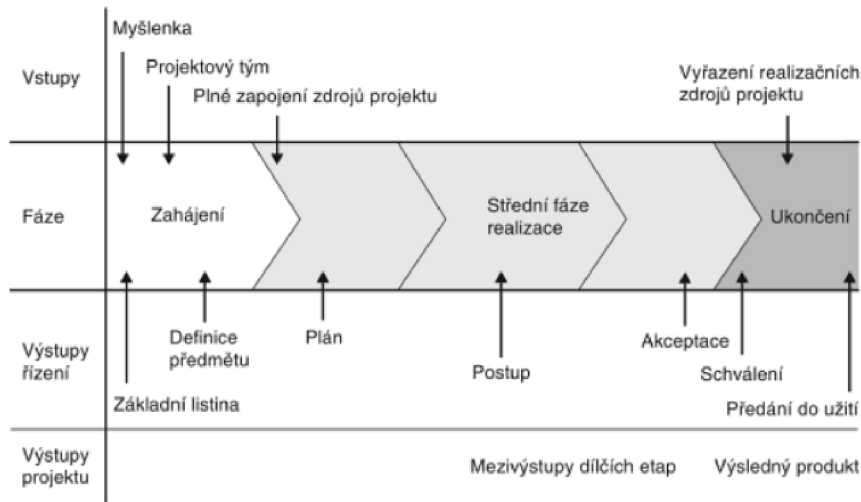 Myšlenka
Vstupy
Projektový tým
Plné zapojení zdrojů projektu
Vyřazení realizačních
zdrojů projektu
Fáze
Zahájení
Střední fáze
realizace
Ukončení
Výstupy
řízení
Základní listina
Definice
předmětu
Plán
Postup
Akceptace
Schválení
Předání do užití
Výstupy
projektu
Mezivýstupy dílčích etap
Výsledný produkt